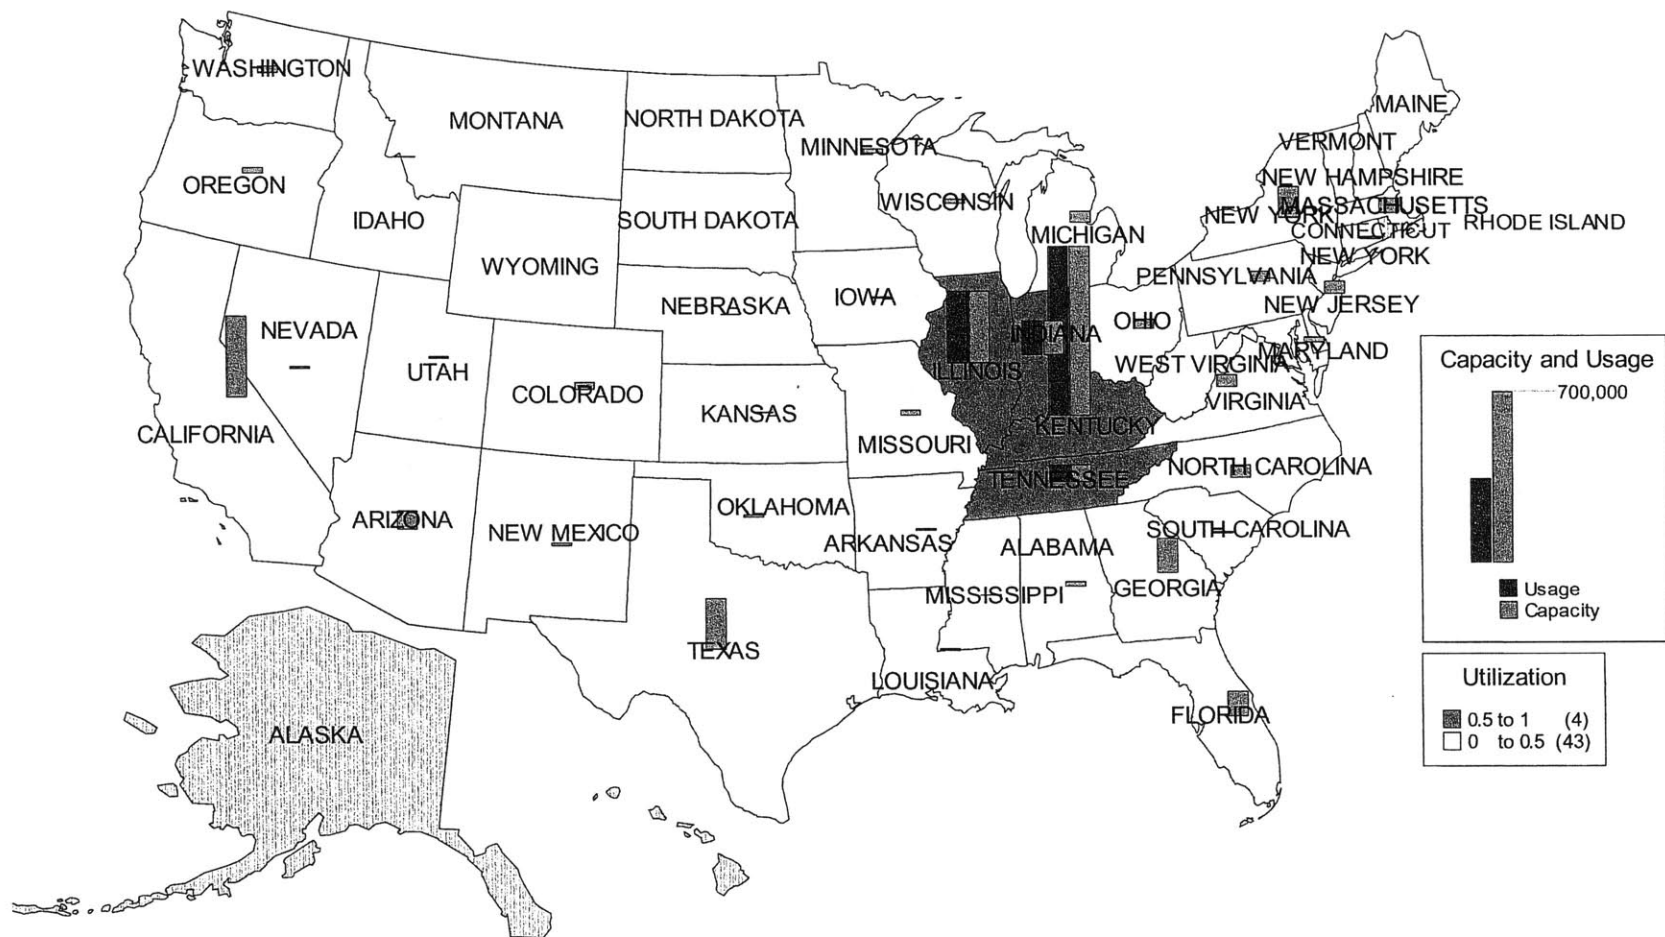 MAINE
WASHINGTON
MONTANA
NORTH DAKOTA
MINNESOTA
VERMONT
OREGON
IDAHO
WISCONSIN
NEW HAMPSHIRE
MASSACHUSETTS
SOUTH DAKOTA
NEW YORK
RHODE ISLAND
MICHIGAN
CONNECTICUT
WYOMING
NEW YORK
PENNSYLVANIA
NEBRASKA
IOWA
NEW JERSEY
NEVADA
OHIO
INDIANA
MARYLAND
UTAH
ILLINOIS
WEST VIRGINIA
COLORADO
KANSAS
VIRGINIA
CALIFORNIA
MISSOURI
KENTUCKY
TENNESSEE
NORTH CAROLINA
ARIZONA
NEW MEXICO
OKLAHOMA
ARKANSAS
ALABAMA
SOUTH CAROLINA
MISSISSIPPI
GEORGIA
TEXAS
LOUISIANA
FLORIDA
ALASKA
Capacity and Usage
700,000
Usage
Capacity
Utilization
0.5 to 1 (4)
0 to 0.5 (43)